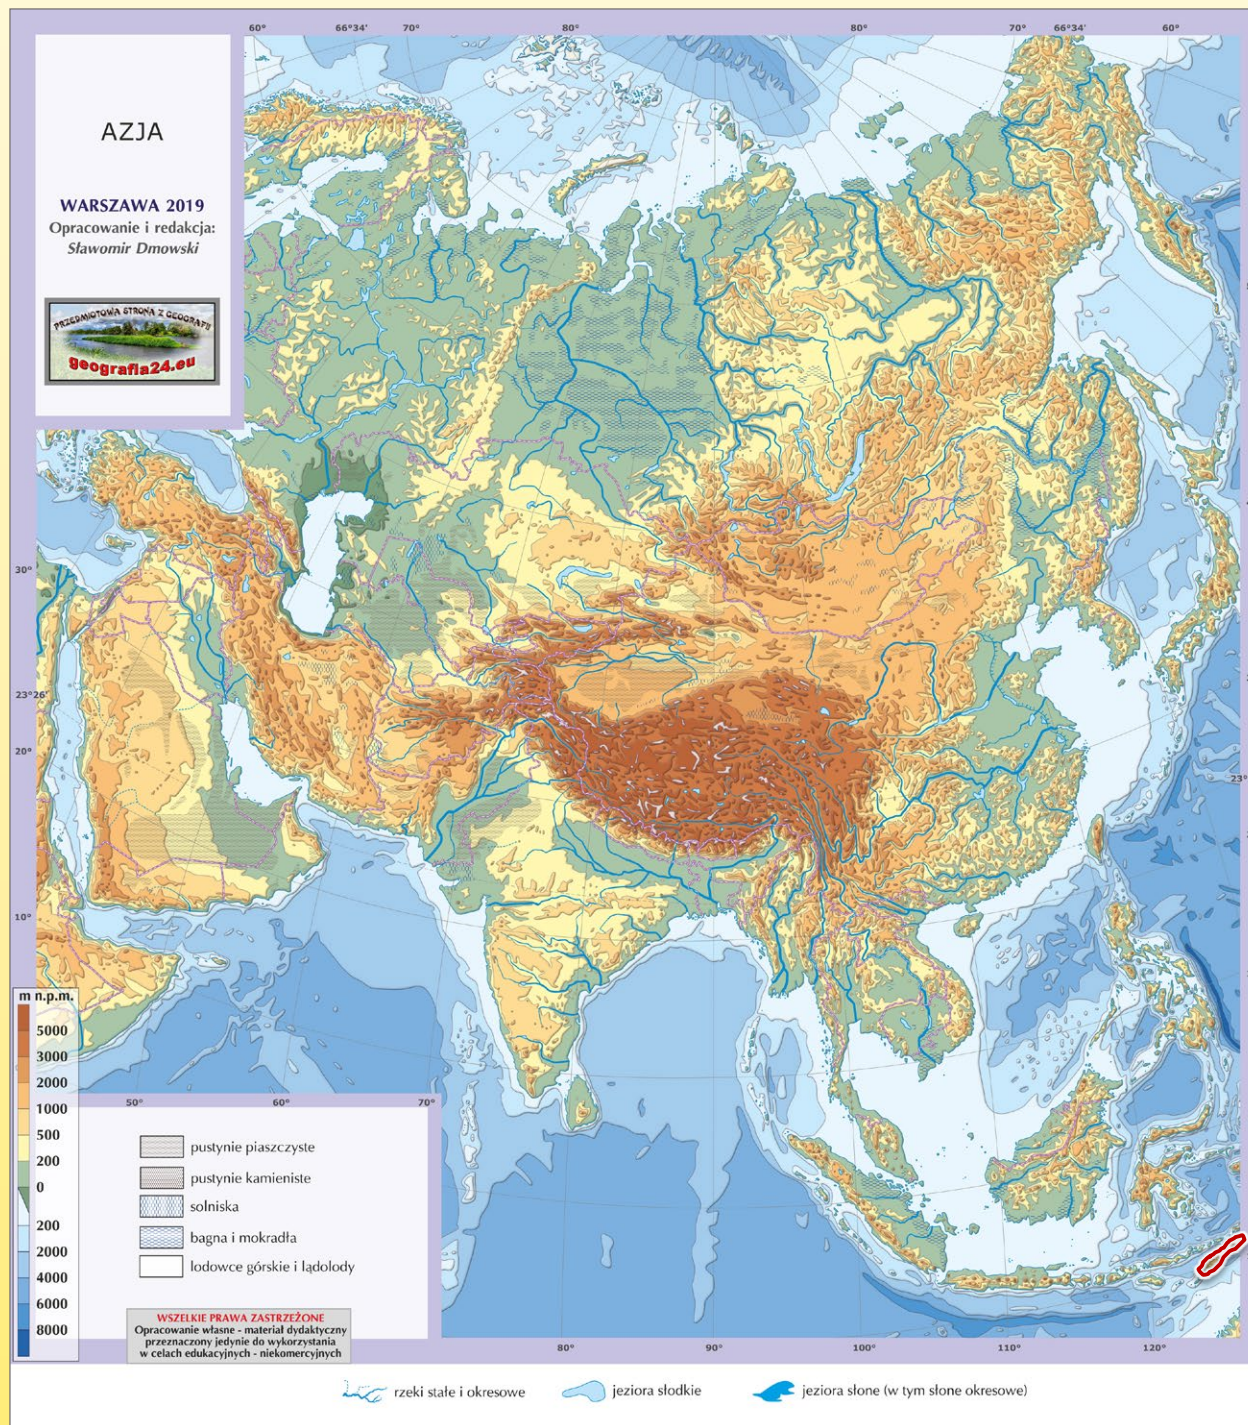 60° 66°34' 70° 80° 80° 70° 66°34' 60°
AZJA
WARSZAWA 2019
Opracowanie i redakcja:
Sławomir Dmowski
PRZEDMIOTOWA STRONA Z GEOGRAFII
geografia24.eu
30°
23°26'
20°
10°
23°
m n.p.m.
5000
3000
2000
1000
500
200
0
200
2000
4000
6000
8000
50° 60° 70°
pustynie piaszczyste
pustynie kamieniste
solniska
bagna i mokradła
lodowce górskie i lądolody
WSZELKIE PRAWA ZASTRZEŻONE
Opracowanie własne - materiał dydaktyczny
przeznaczony jedynie do wykorzystania
w celach edukacyjnych - niekomercyjnych
80° 90° 100° 110° 120°
rzeki stałe i okresowe jeziora słodkie jeziora słone (w tym słone okresowe)